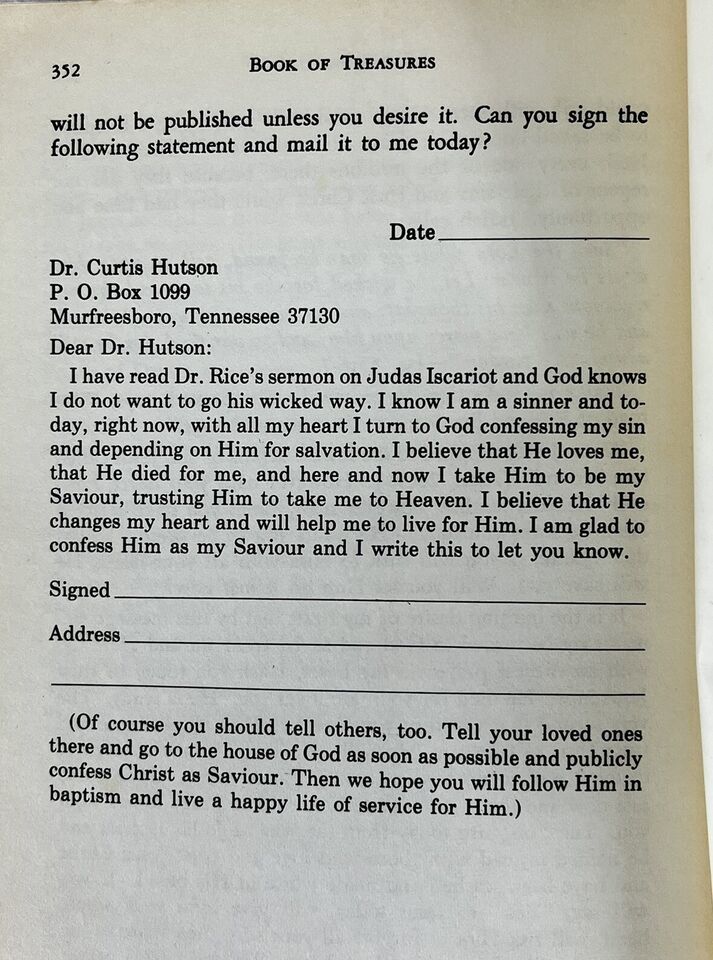 352
BOOK OF TREASURES
will not be published unless you desire it. Can you sign the
following statement and mail it to me today?
Date
Dr. Curtis Hutson
P. O. Box 1099
Murfreesboro, Tennessee 37130
Dear Dr. Hutson:
I have read Dr. Rice's sermon on Judas Iscariot and God knows
I do not want to go his wicked way. I know I am a sinner and to-
day, right now, with all my heart I turn to God confessing my sin
and depending on Him for salvation. I believe that He loves me,
that He died for me, and here and now I take Him to be my
Saviour, trusting Him to take me to Heaven. I believe that He
changes my heart and will help me to live for Him. I am glad to
confess Him as my Saviour and I write this to let you know.
Signed
Address
(Of course you should tell others, too. Tell your loved ones
there and go to the house of God as soon as possible and publicly
confess Christ as Saviour. Then we hope you will follow Him in
baptism and live a happy life of service for Him.)